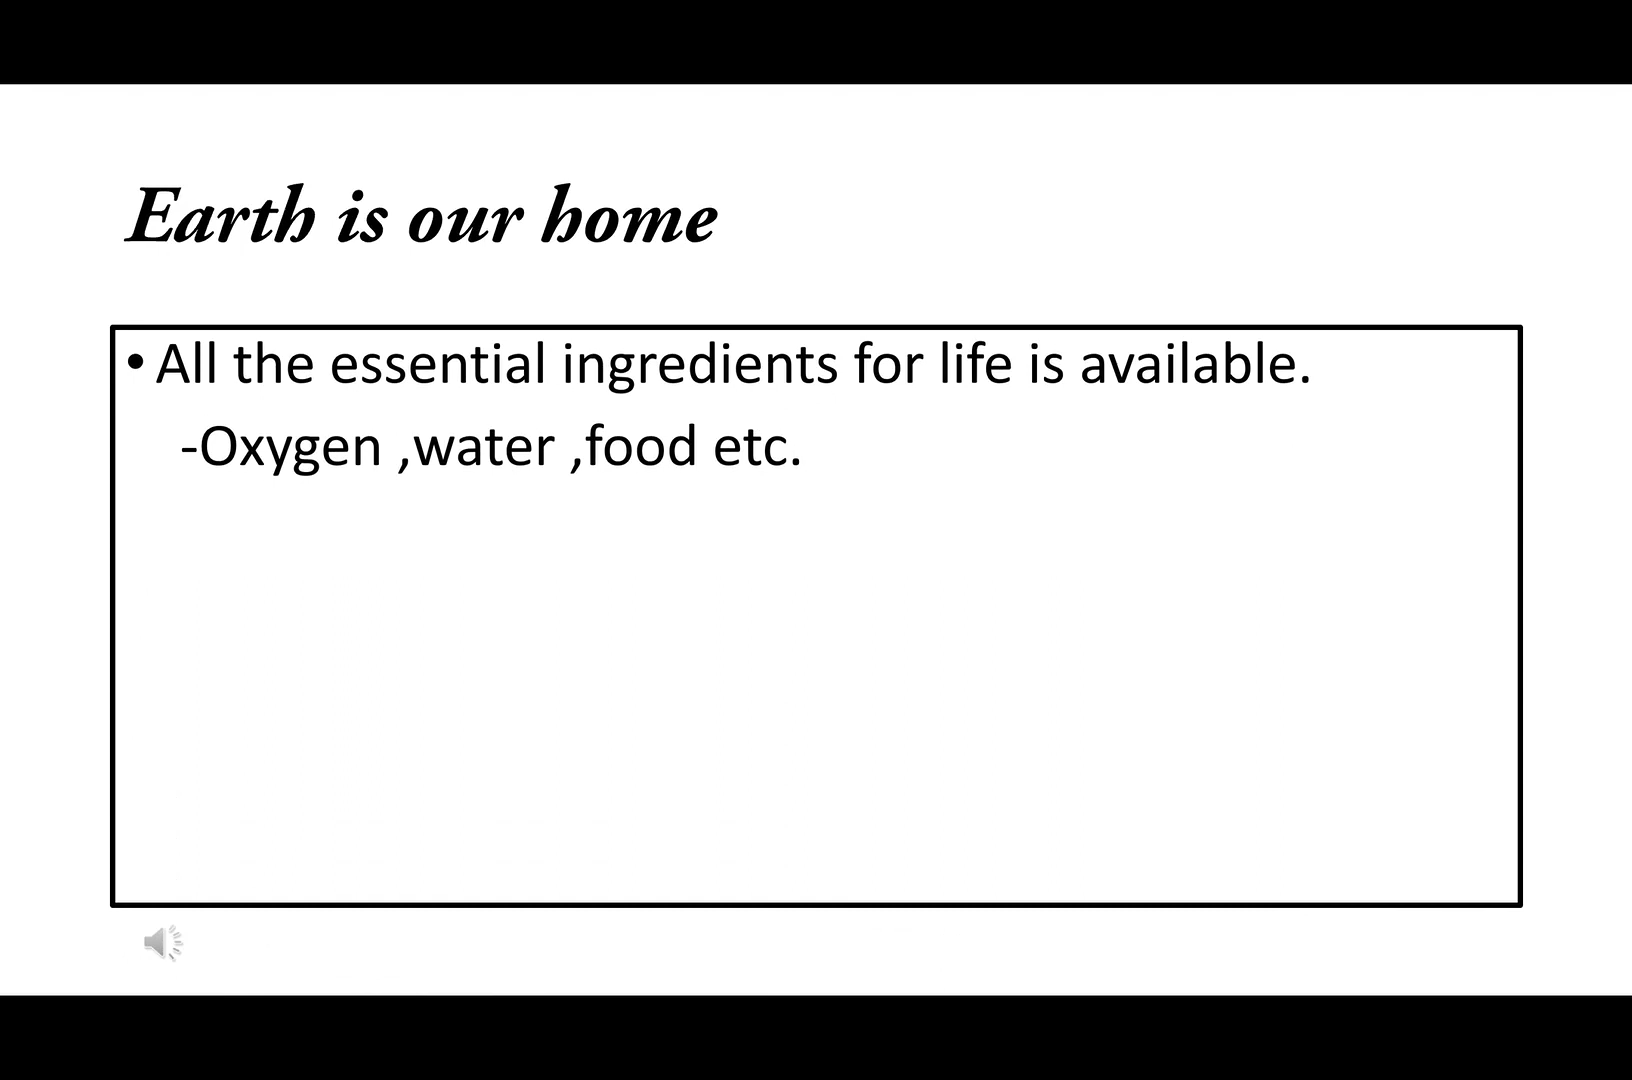 Earth is our home
• All the essential ingredients for life is available.
-Oxygen ,water ,food etc.